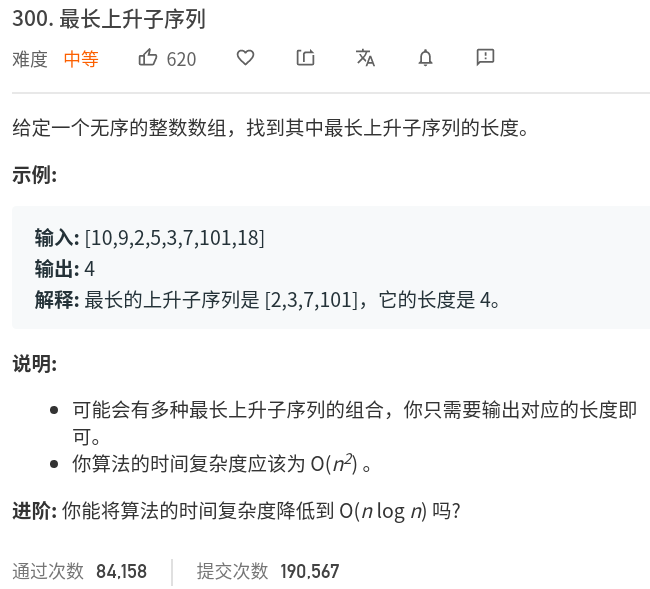 300. 最长上升子序列
难度 中等 620
给定一个无序的整数数组，找到其中最长上升子序列的长度。
示例:
输入: [10,9,2,5,3,7,101,18]
输出: 4
解释: 最长的上升子序列是 [2,3,7,101]，它的长度是 4。
说明:
可能会有多种最长上升子序列的组合，你只需要输出对应的长度即
可。
你算法的时间复杂度应该为 O(n²) 。
进阶: 你能将算法的时间复杂度降低到 O(n log n) 吗?
通过次数 84,158 提交次数 190,567